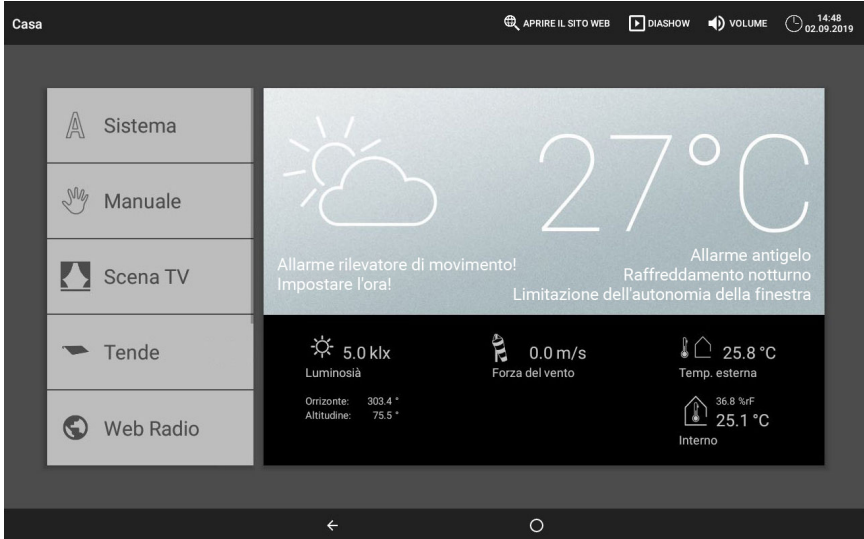 Casa
APRIRE IL SITO WEB
DIASHOW
VOLUME
14:48
02.09.2019
Sistema
Manuale
Scena TV
Tende
Web Radio
27°C
Allarme rilevatore di movimento!
Impostare l'ora!
Allarme antigelo
Raffreddamento notturno
Limitazione dell'autonomia della finestra
5.0 klx
Luminosià
Orrizonte: 303.4 °
Altitudine: 75.5 °
0.0 m/s
Forza del vento
25.8 °C
Temp. esterna
36.8 %rF
25.1 °C
Interno